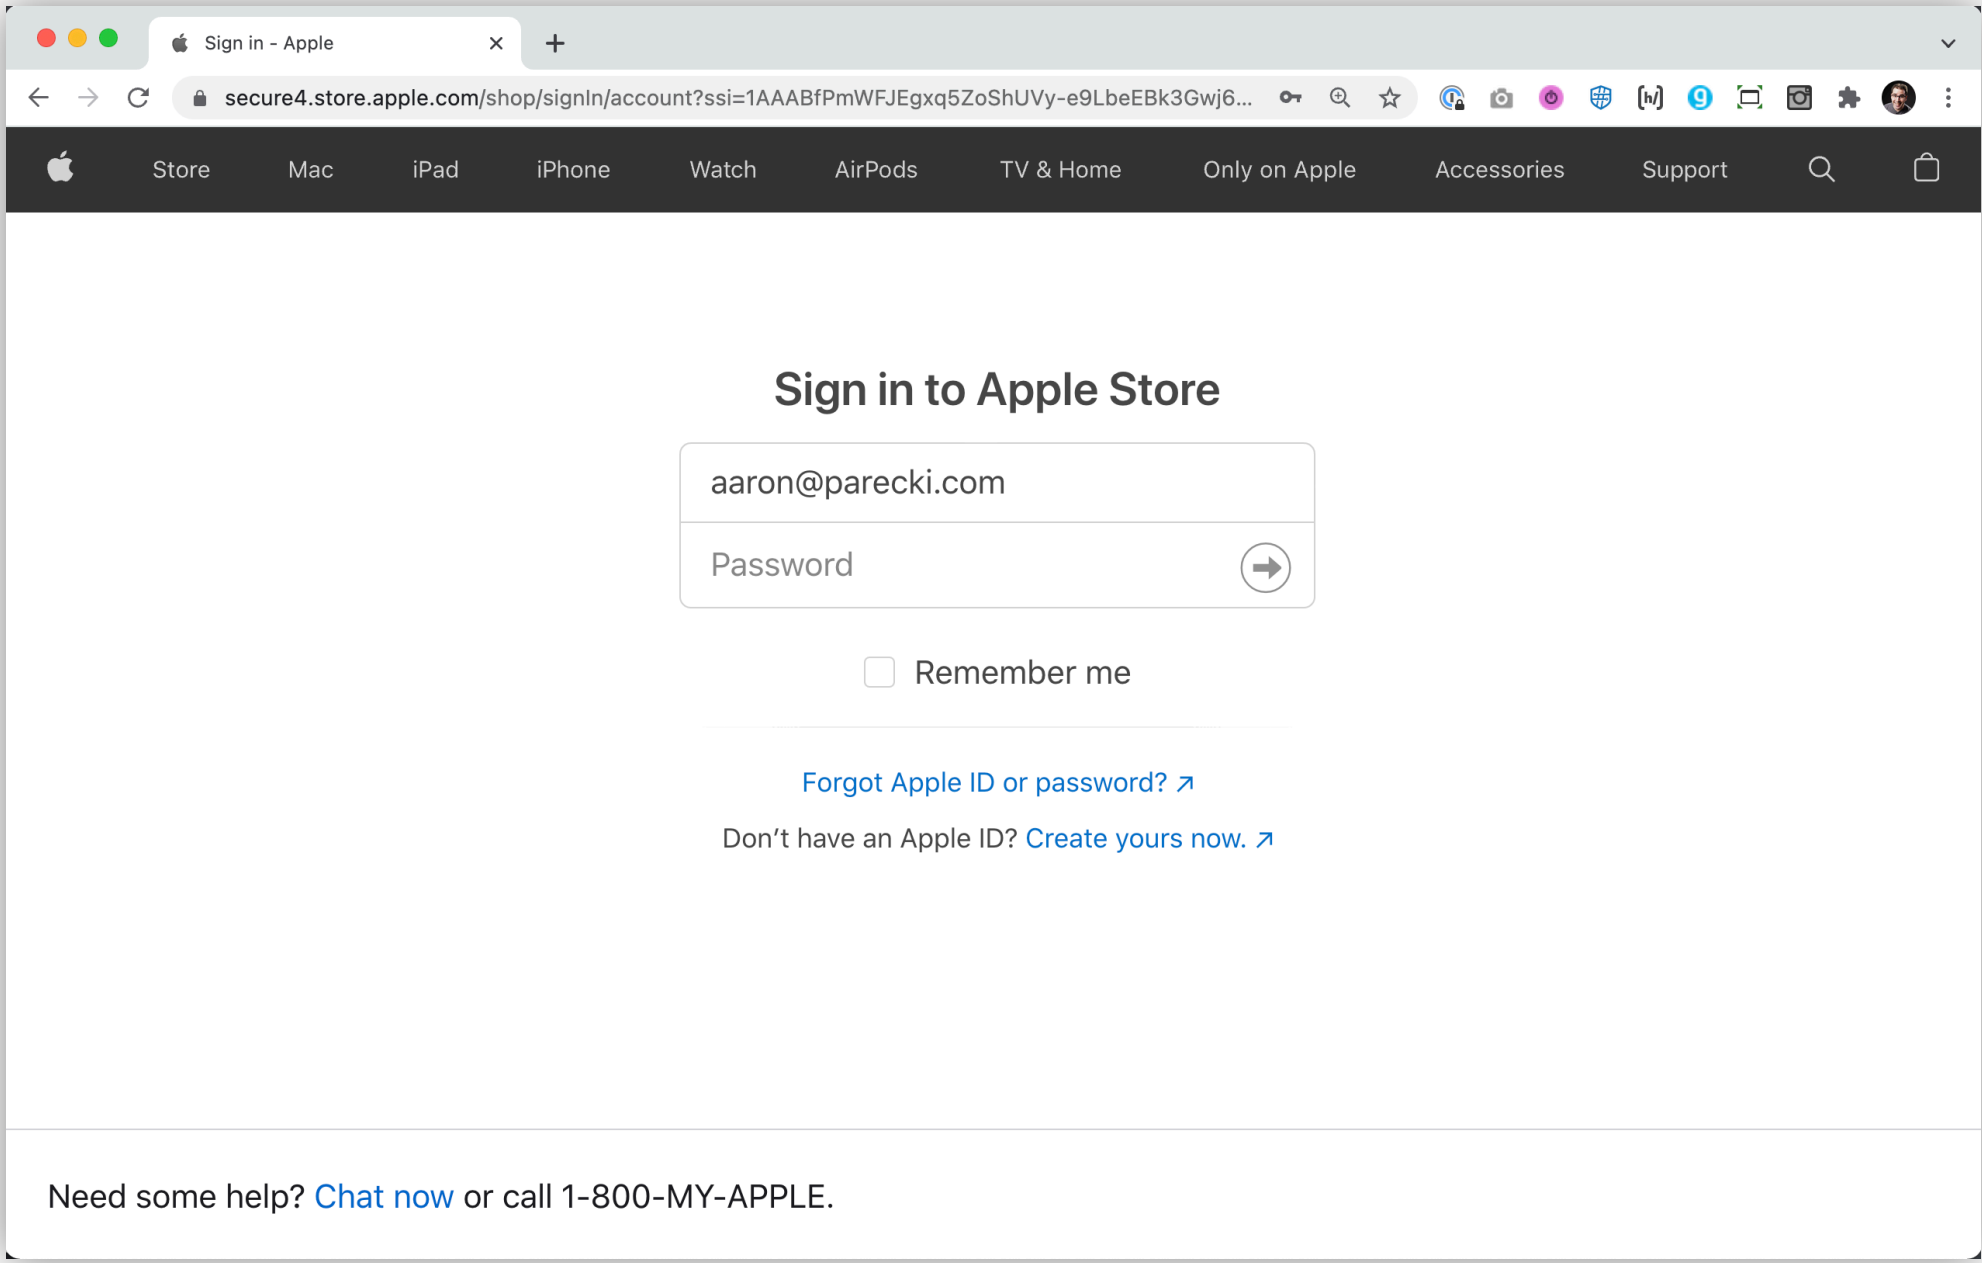 Sign in - Apple
secure4.store.apple.com/shop/signIn/account?ssi=1AAABfPmWFJEgxq5ZoShUVy-e9LbeEBk3Gwj6...
[h/]
g
Store Mac iPad iPhone Watch AirPods TV & Home Only on Apple Accessories Support
Sign in to Apple Store
aaron@parecki.com
Password
Remember me
Forgot Apple ID or password? ↗
Don’t have an Apple ID? Create yours now. ↗
Need some help? Chat now or call 1-800-MY-APPLE.